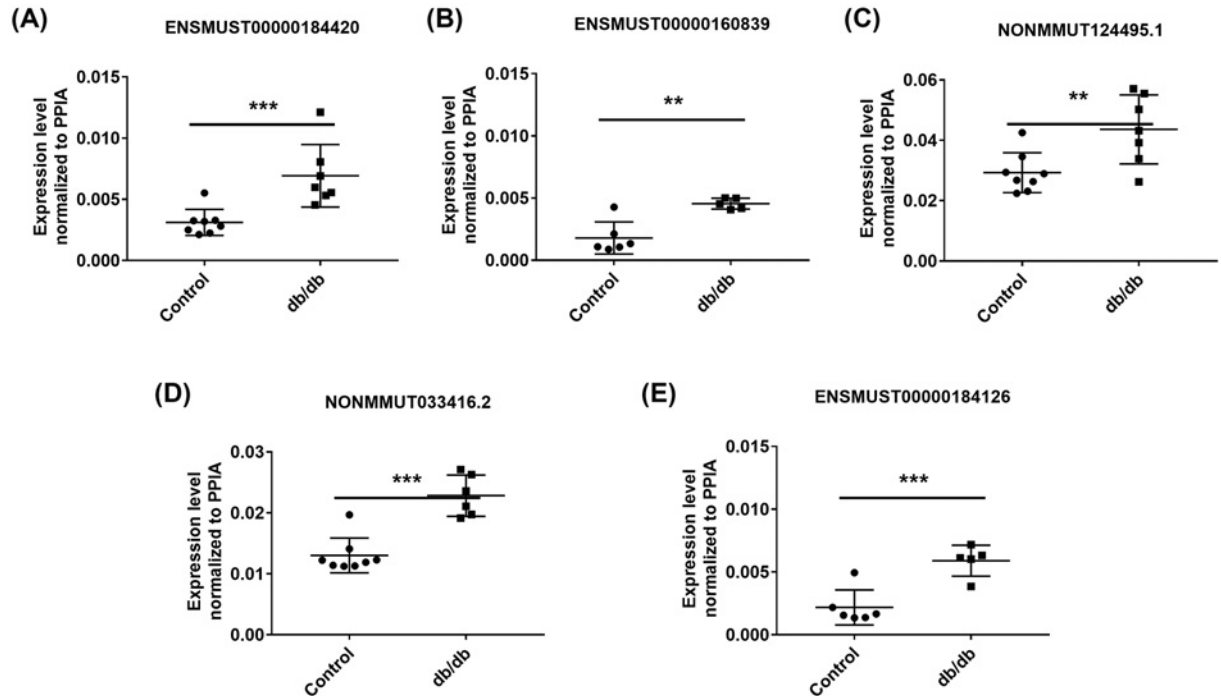 (A)
ENSMUST00000184420
Expression level
normalized to PPIA
0.015
0.010
0.005
0.000
***
Control
db/db
(B)
ENSMUST00000160839
Expression level
normalized to PPIA
0.015
0.010
0.005
0.000
**
Control
db/db
(C)
NONMMUT124495.1
Expression level
normalized to PPIA
0.06
0.04
0.02
0.00
**
Control
db/db
(D)
NONMMUT033416.2
Expression level
normalized to PPIA
0.03
0.02
0.01
0.00
***
Control
db/db
(E)
ENSMUST00000184126
Expression level
normalized to PPIA
0.015
0.010
0.005
0.000
***
Control
db/db